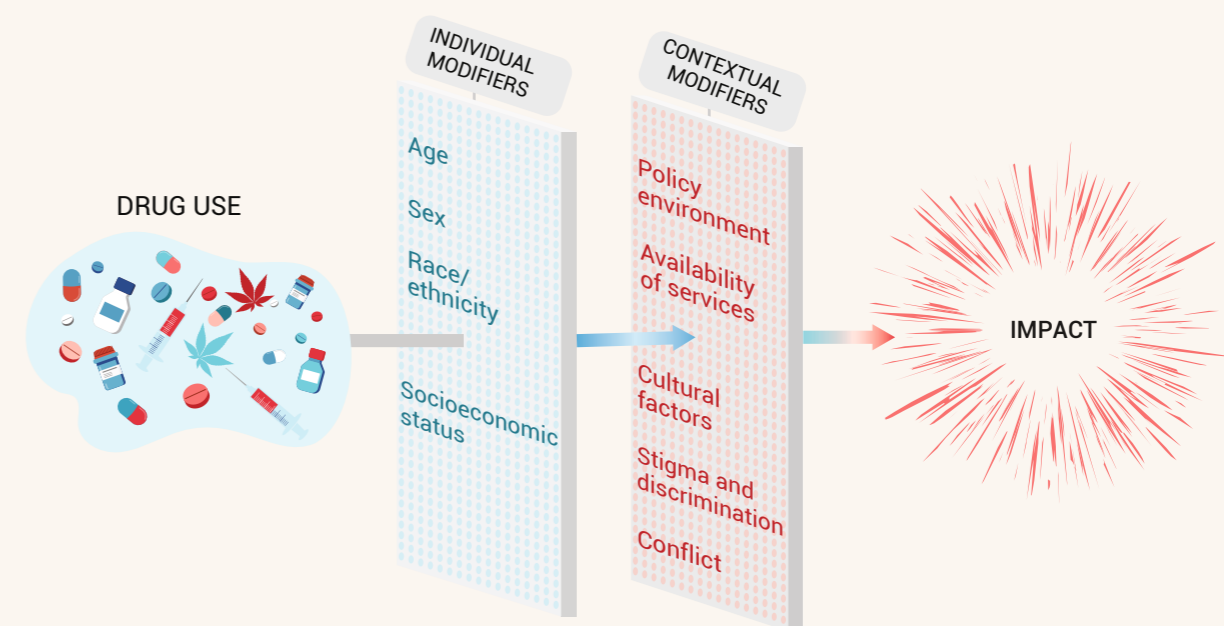 DRUG USE
INDIVIDUAL
MODIFIERS
Age
Sex
Race/
ethnicity
Socioeconomic
status
CONTEXTUAL
MODIFIERS
Policy
environment
Availability
of services
Cultural
factors
Stigma and
discrimination
Conflict
IMPACT